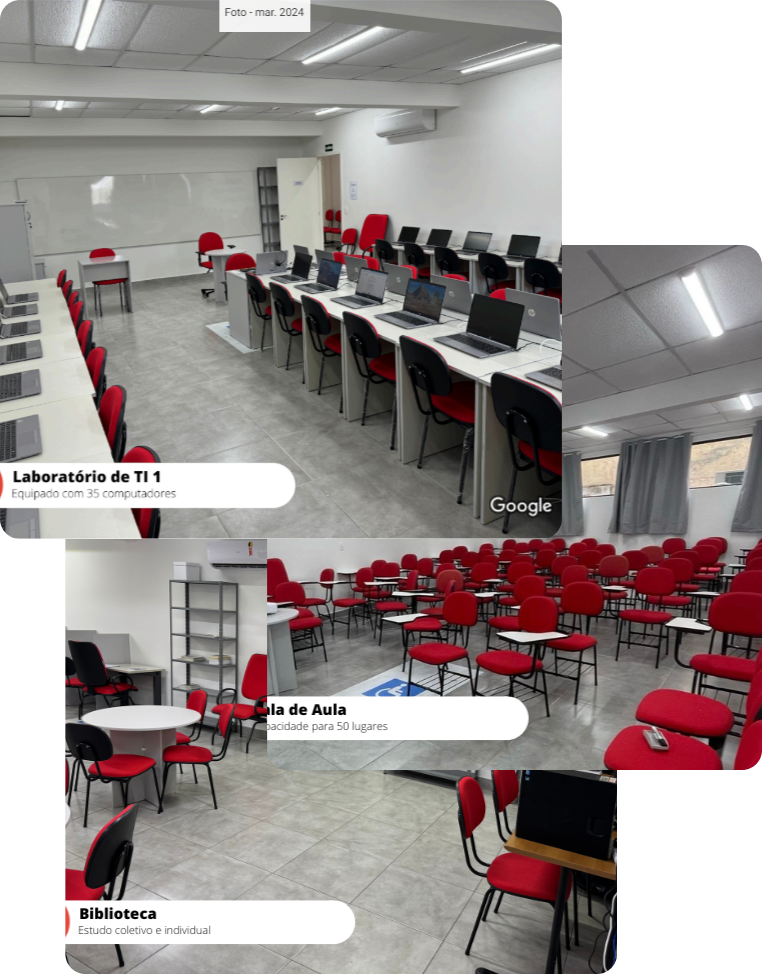 Foto - mar. 2024
Laboratório de TI 1
Equipado com 35 computadores
Google
ala de Aula
pacidade para 50 lugares
Biblioteca
Estudo coletivo e individual